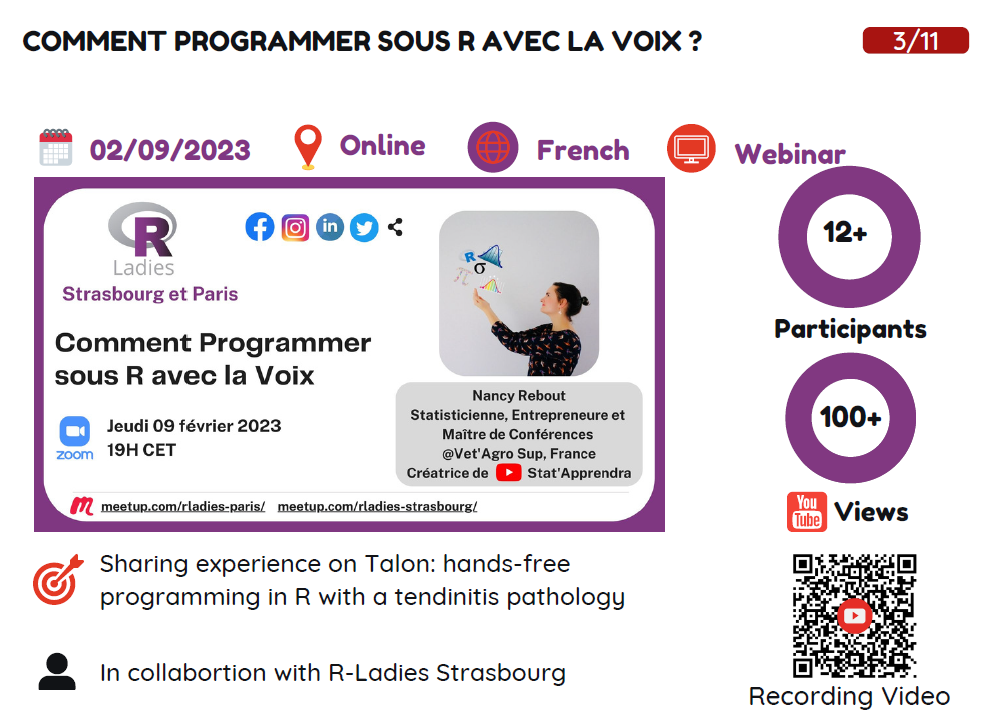 COMMENT PROGRAMMER SOUS R AVEC LA VOIX ?
3/11
02/09/2023
Online
French
Webinar
R
Ladies
Strasbourg et Paris
Comment Programmer
sous R avec la Voix
zoom
Jeudi 09 février 2023
19H CET
R
σ
π
Nancy Rebout
Statisticienne, Entrepreneure et
Maître de Conférences
@Vet'Agro Sup, France
Créatrice de Stat'Apprendra
meetup.com/rladies-paris/ meetup.com/rladies-strasbourg/
12+
Participants
100+
You
Tube
Views
Sharing experience on Talon: hands-free
programming in R with a tendinitis pathology
In collabortion with R-Ladies Strasbourg
Recording Video